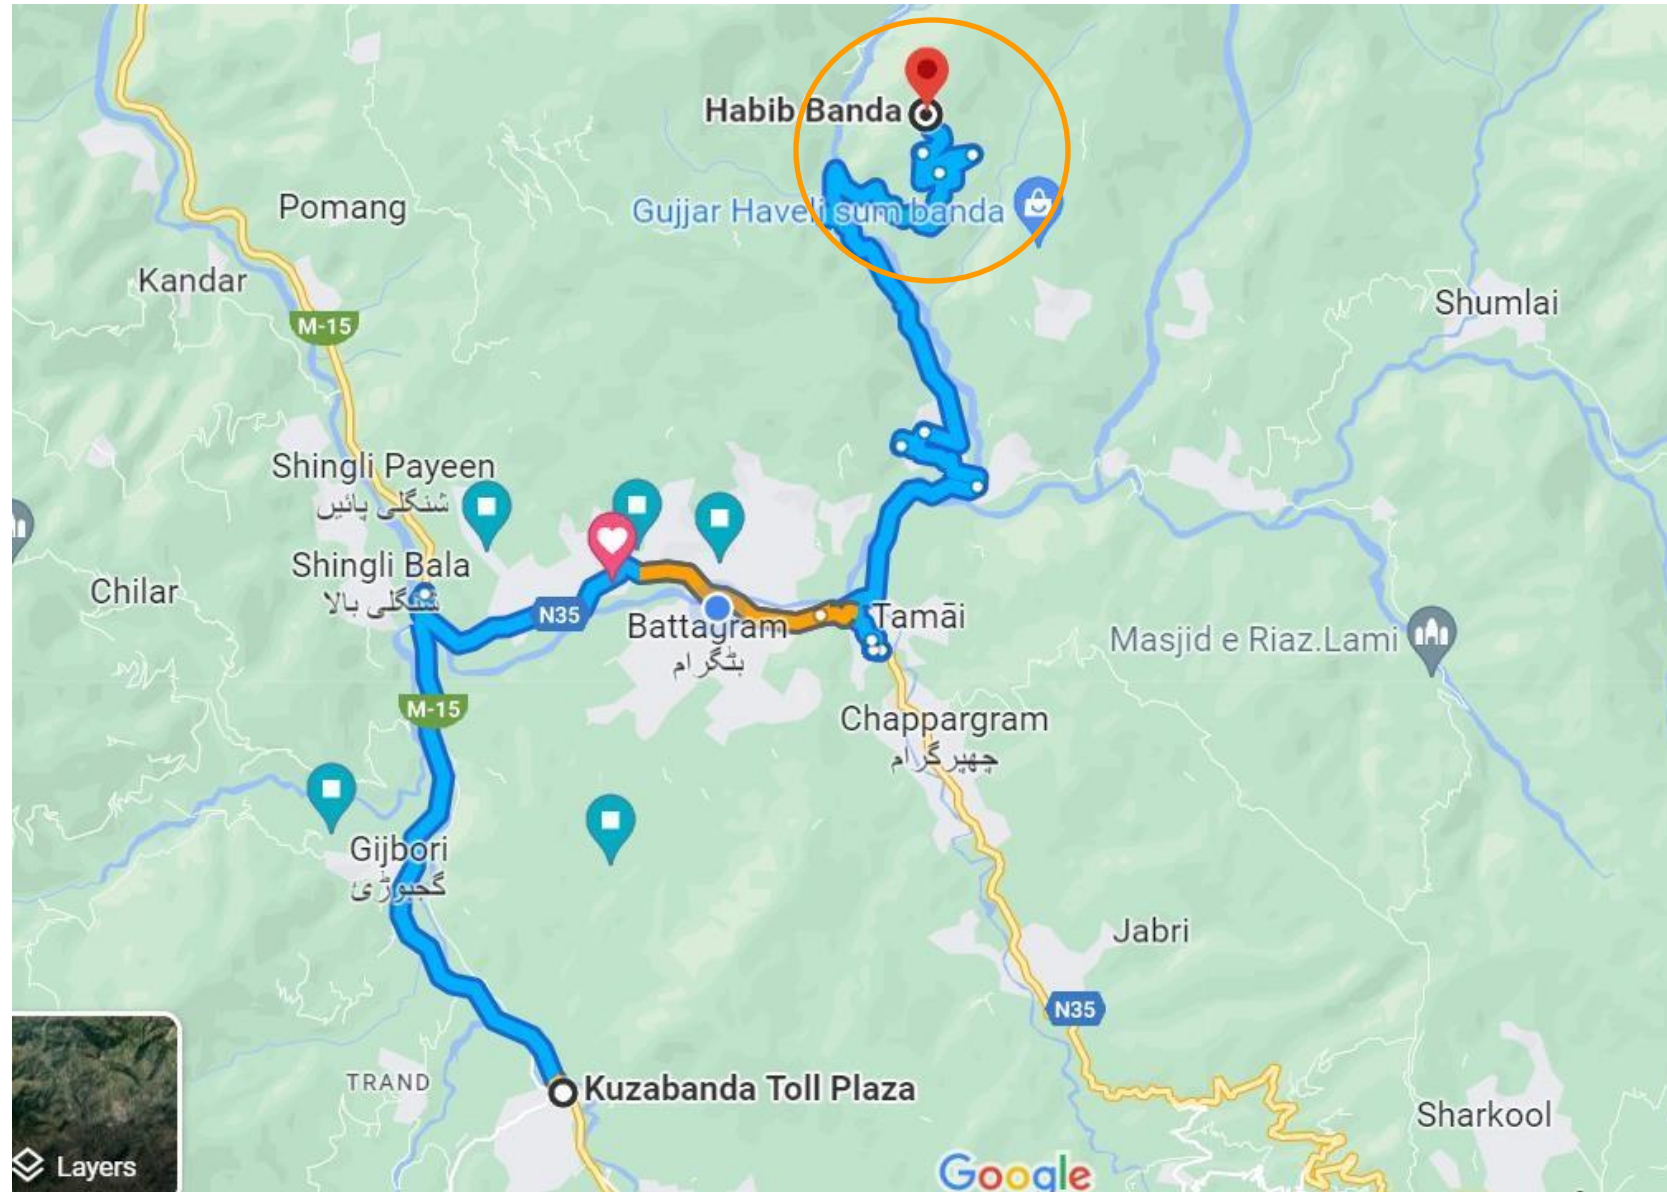 Habib Banda
Pomang
Gujjar Haveli sum banda
Kandar
M-15
Shumlai
Shingli Payeen
شنگلی پائیں
Shingli Bala
شنگلی بالا
Chilar
N35
Battagram
بٹگرام
Tamāi
Masjid e Riaz.Lami
M-15
Chappargram
چھپرگرام
Gijbori
گجبوڑئ
Jabri
N35
TRAND
Kuzabanda Toll Plaza
Sharkool
Layers
Google